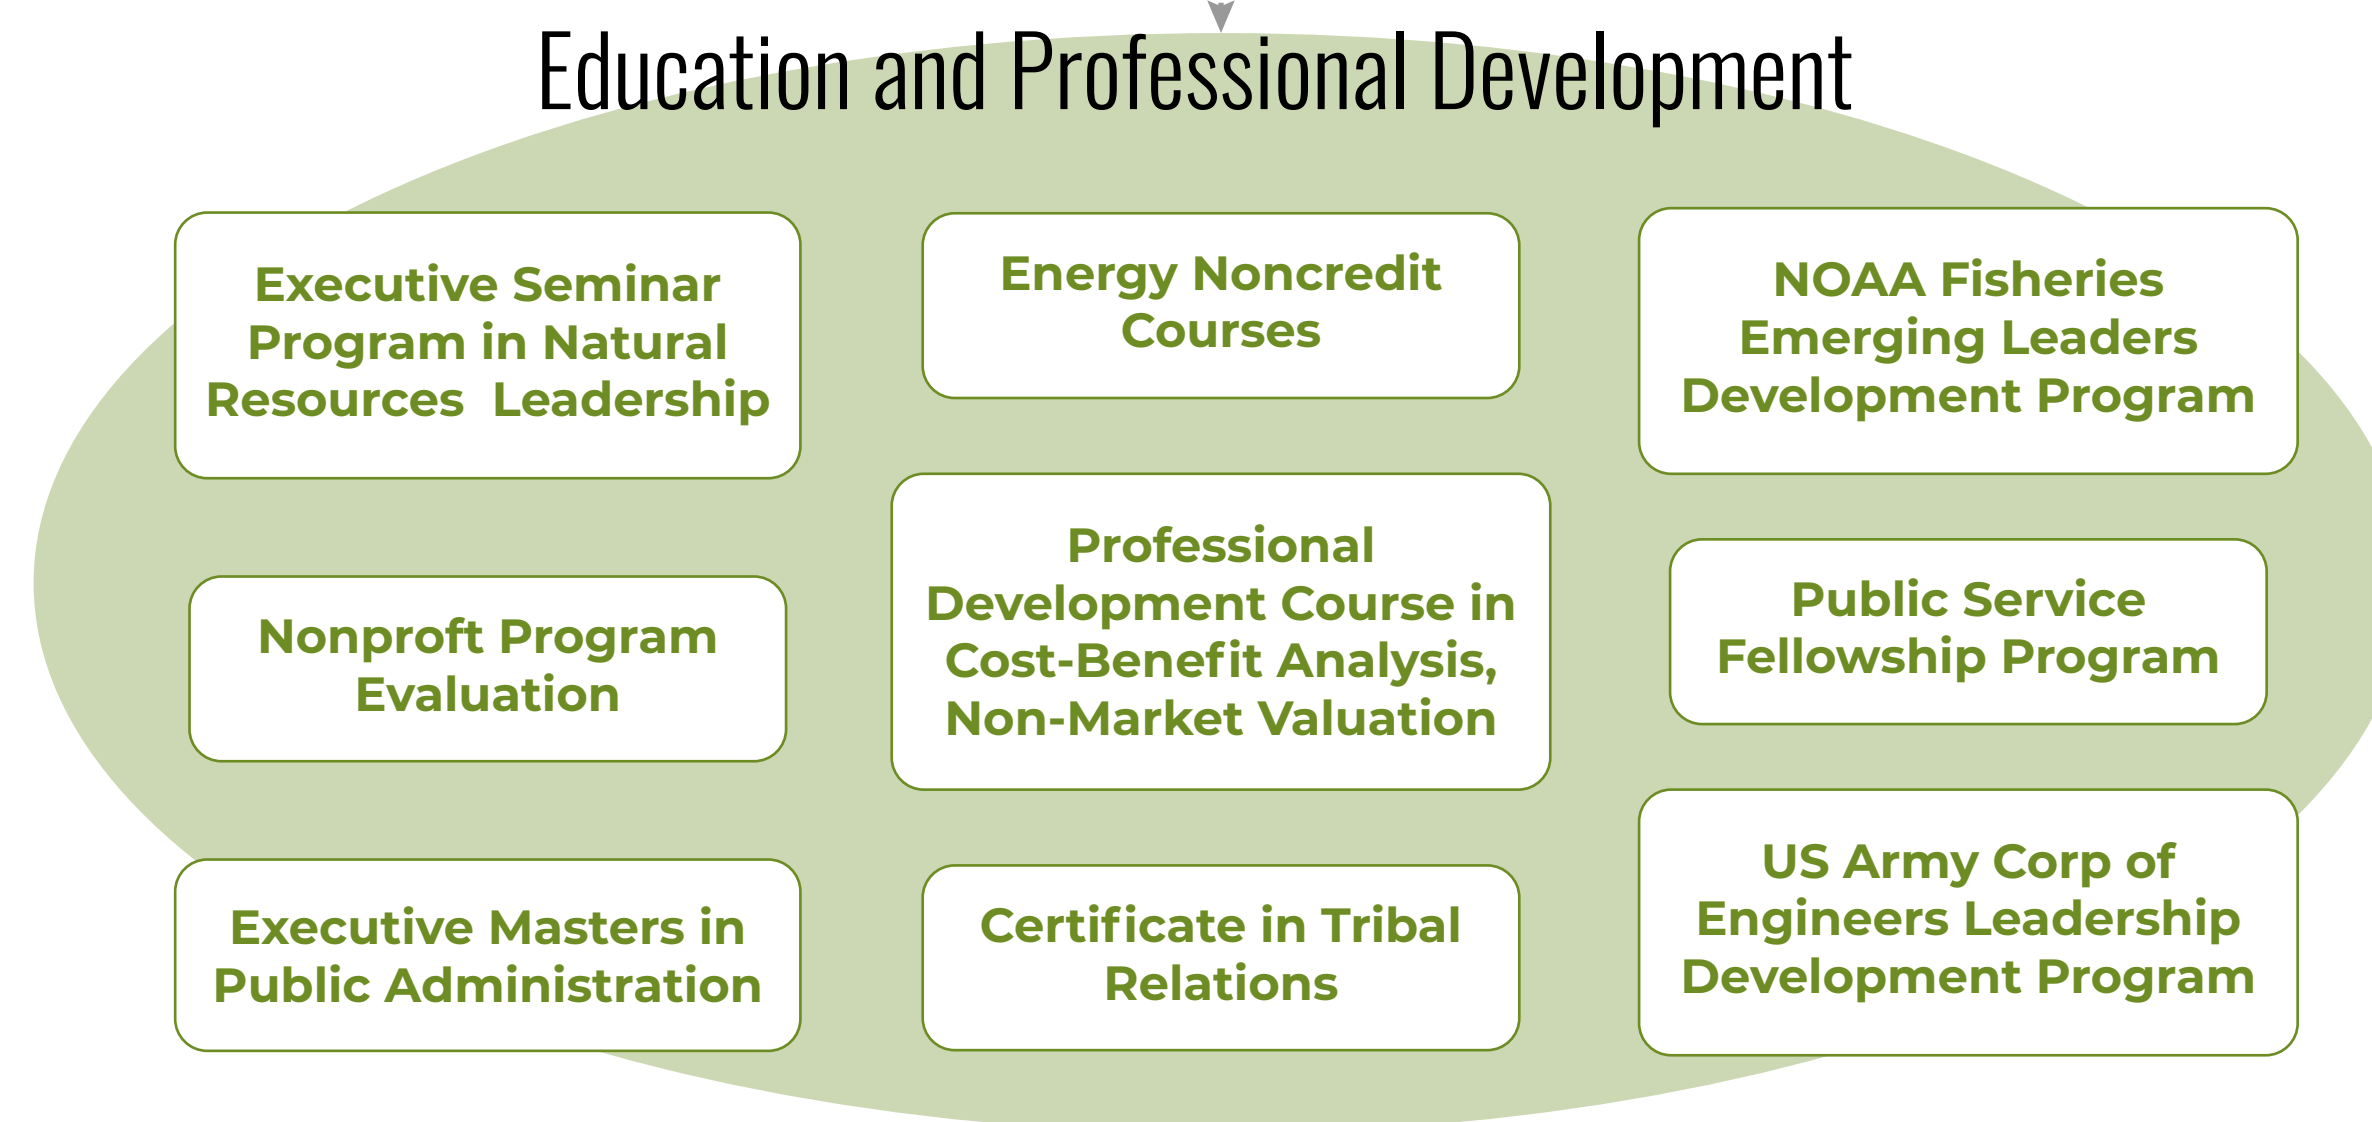 Education and Professional Development
Executive Seminar
Program in Natural
Resources  Leadership
Energy Noncredit
Courses
NOAA Fisheries
Emerging Leaders
Development Program
Nonproft Program
Evaluation
Professional
Development Course in
Cost-Benefit Analysis,
Non-Market Valuation
Public Service
Fellowship Program
Executive Masters in
Public Administration
Certificate in Tribal
Relations
US Army Corp of
Engineers Leadership
Development Program